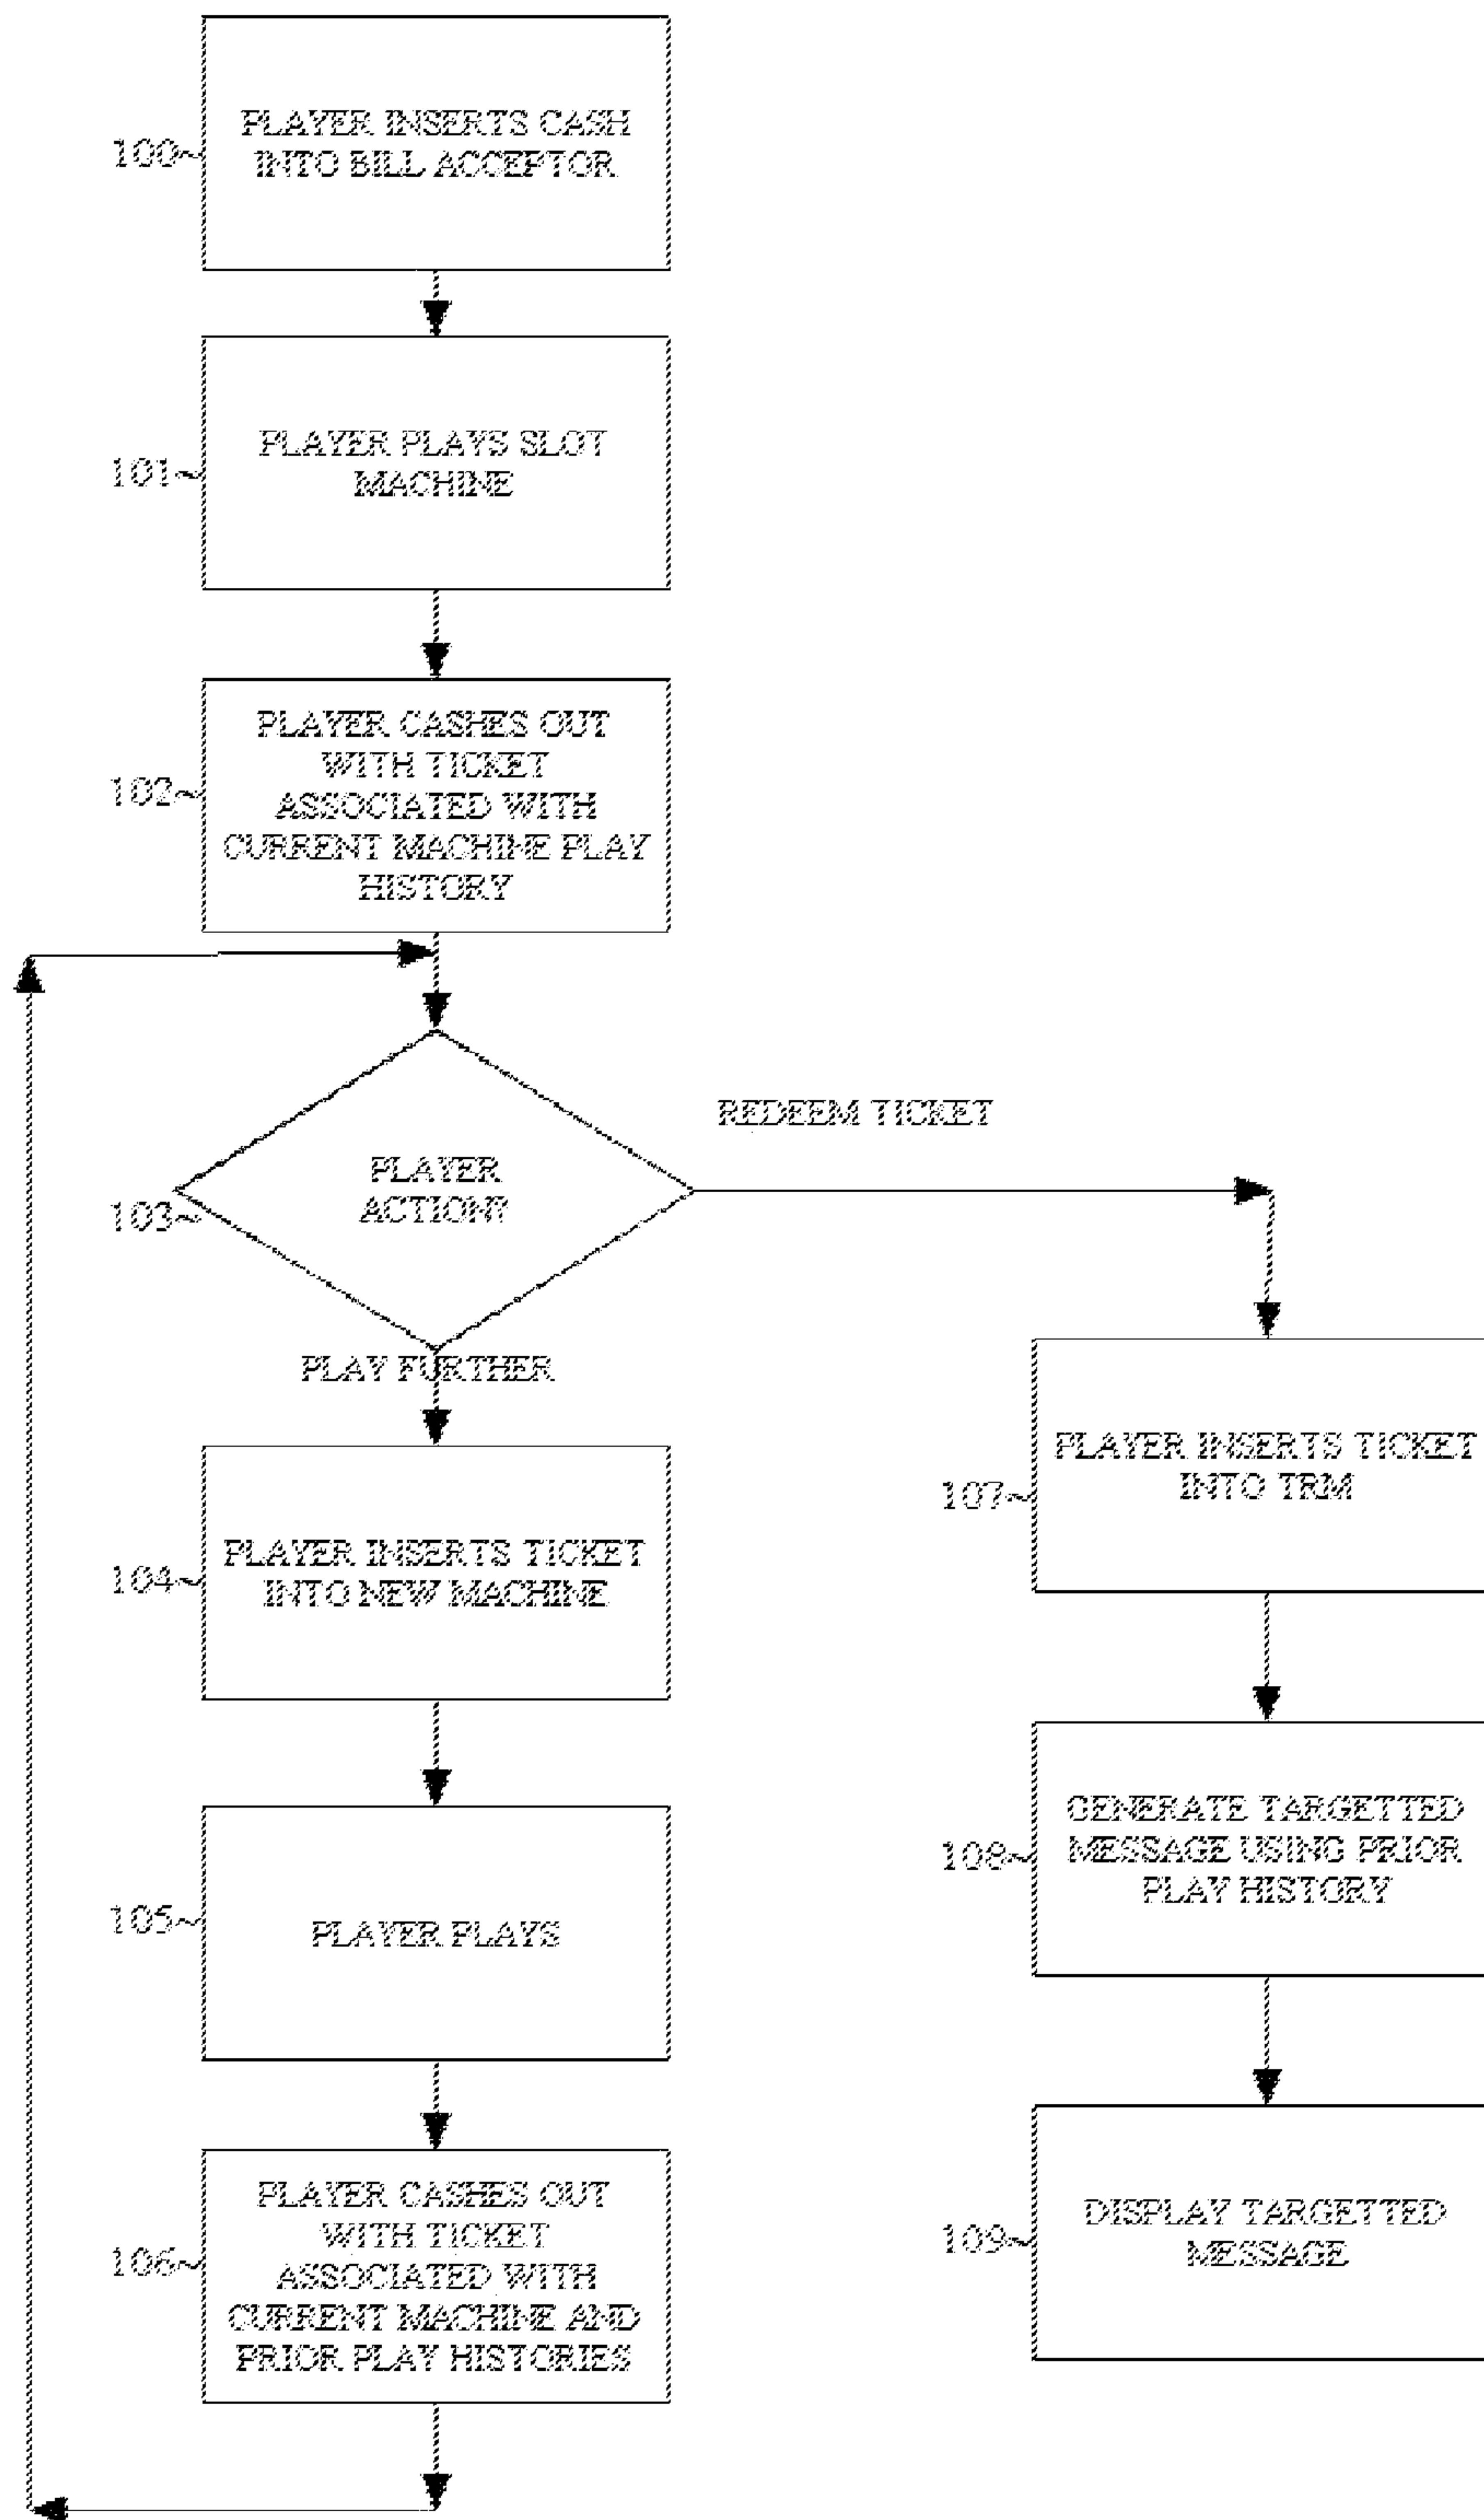 100~
PLAYER INSERTS CASH
INTO BILL ACCEPTOR
101~
PLAYER PLAYS SLOT
MACHINE
102~
PLAYER CASHES OUT
WITH TICKET
ASSOCIATED WITH
CURRENT MACHINE PLAY
HISTORY
103~
PLAYER
ACTION?
REDEEM TICKET
PLAY FURTHER
104~
PLAYER INSERTS TICKET
INTO NEW MACHINE
105~
PLAYER PLAYS
106~
PLAYER CASHES OUT
WITH TICKET
ASSOCIATED WITH
CURRENT MACHINE AND
PRIOR PLAY HISTORIES
107~
PLAYER INSERTS TICKET
INTO TRM
108~
GENERATE TARGETTED
MESSAGE USING PRIOR
PLAY HISTORY
109~
DISPLAY TARGETTED
MESSAGE